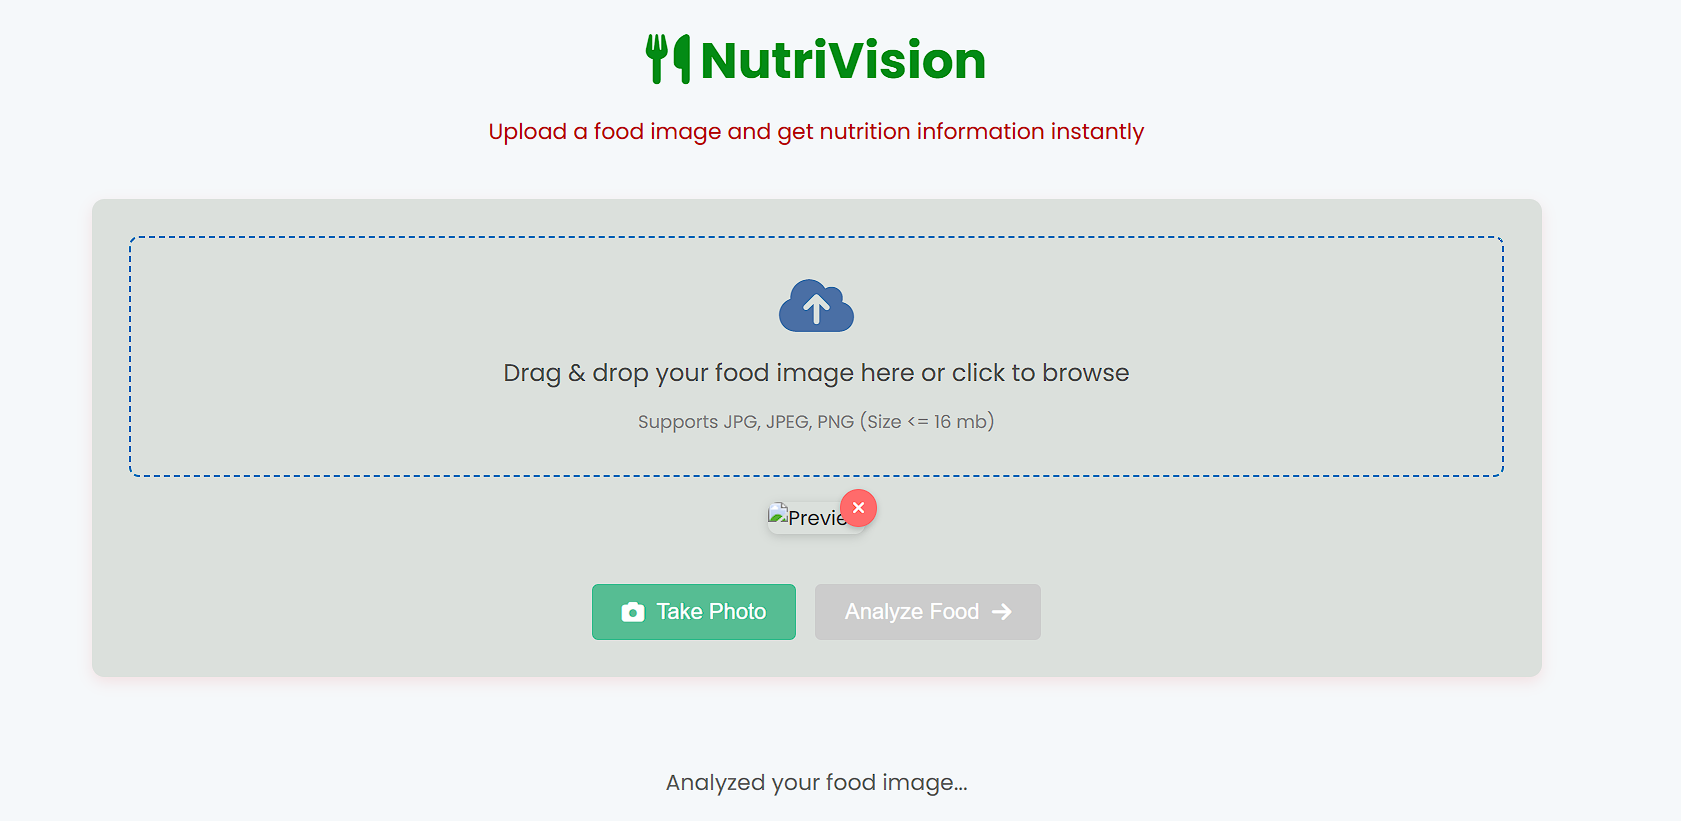 NutriVision
Upload a food image and get nutrition information instantly
Drag & drop your food image here or click to browse
Supports JPG, JPEG, PNG (Size <= 16 mb)
Previe
Take Photo
Analyze Food
Analyzed your food image...